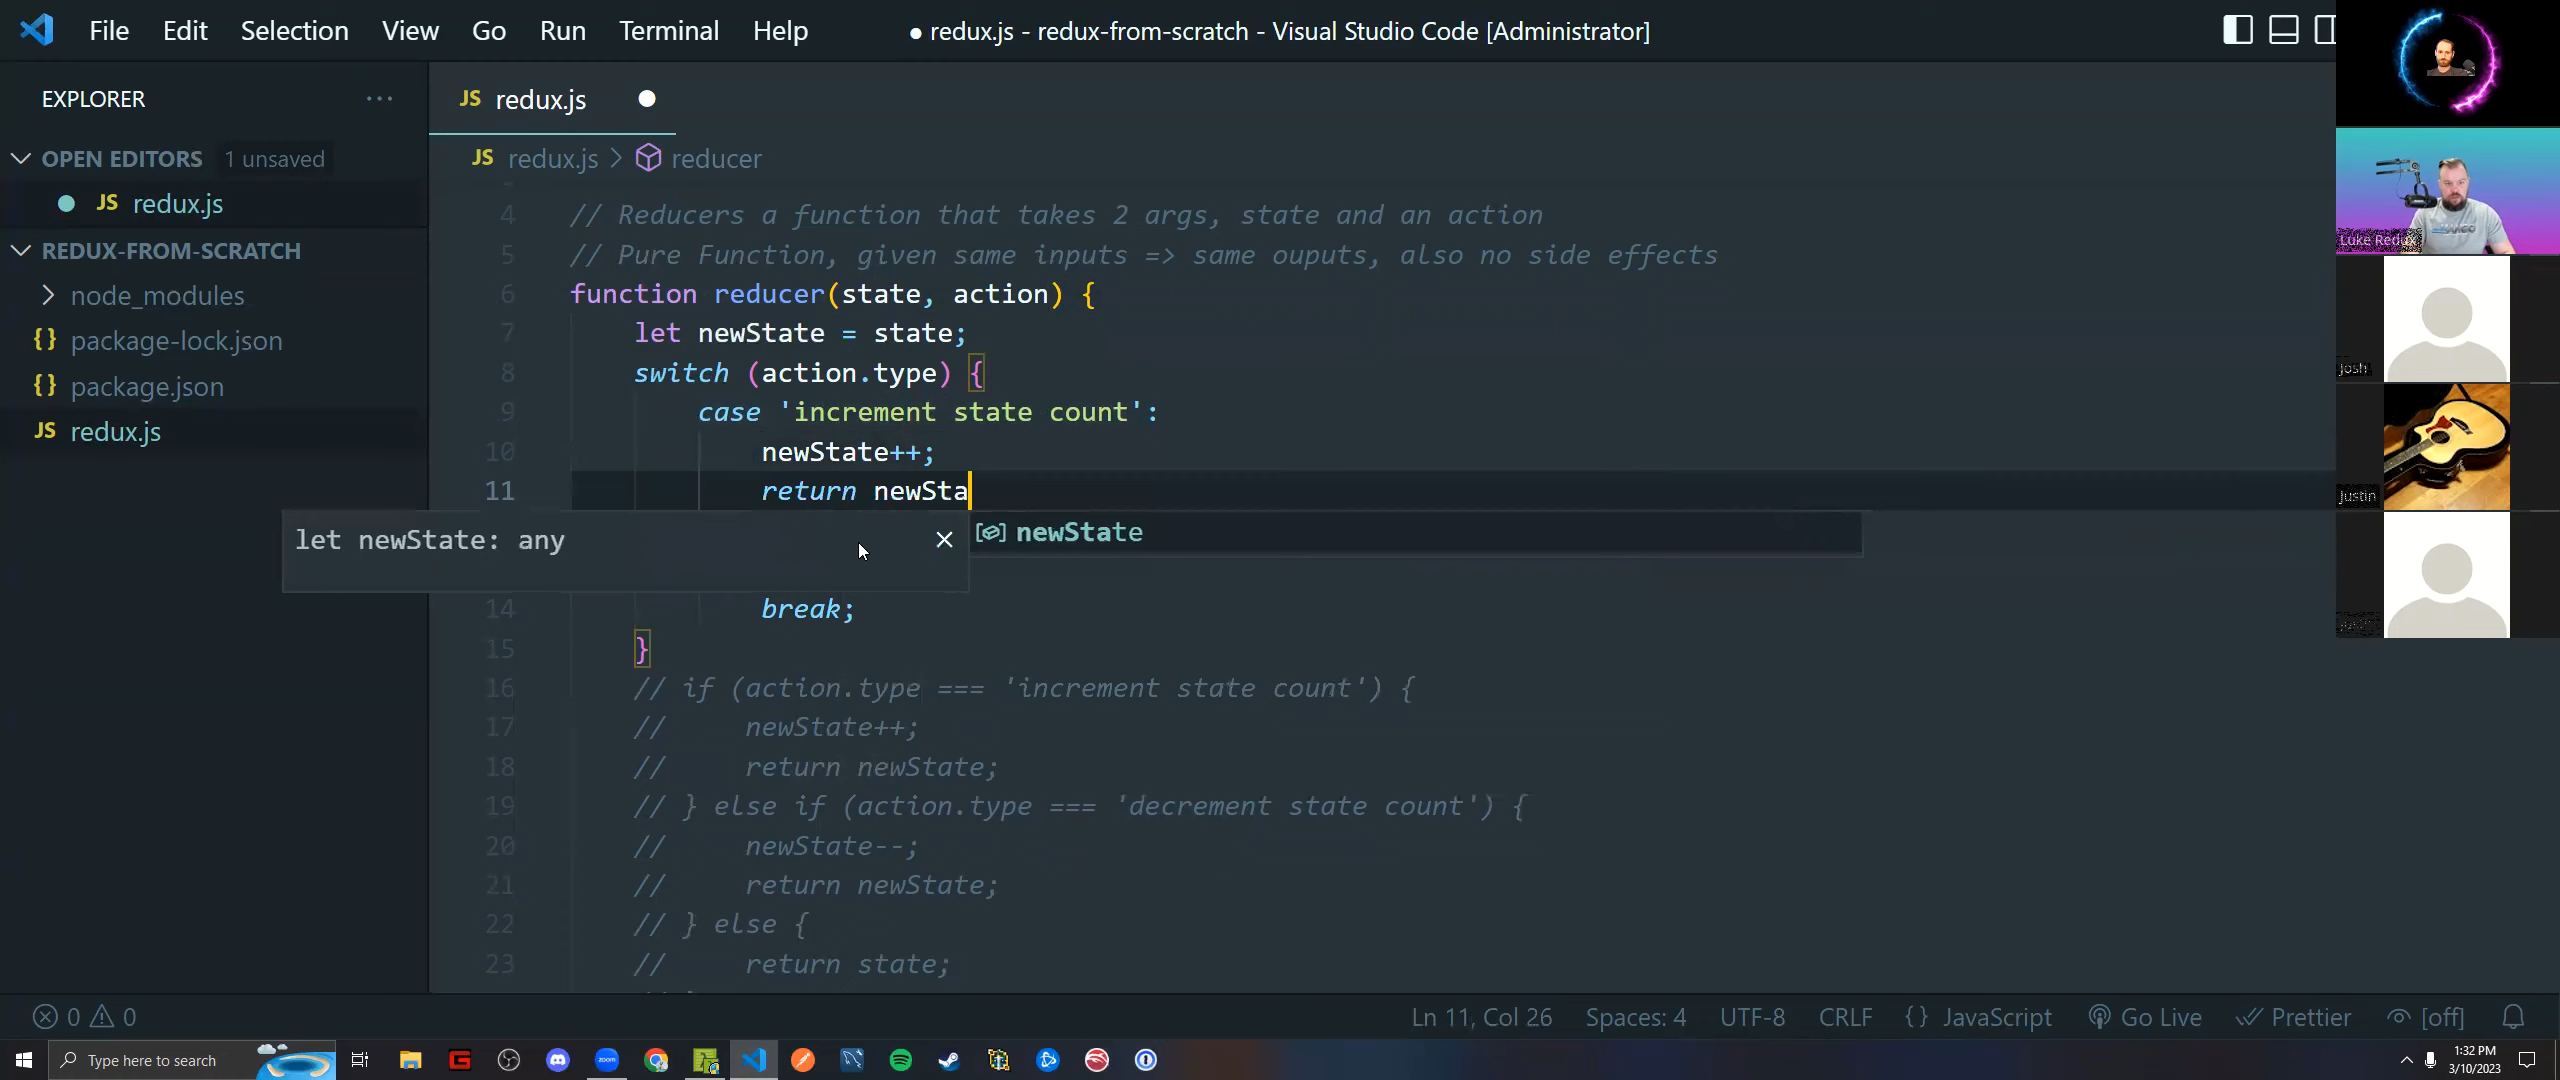 File Edit Selection View Go Run Terminal Help
● redux.js - redux-from-scratch - Visual Studio Code [Administrator]
EXPLORER ···
OPEN EDITORS 1 unsaved
JS redux.js
REDUX-FROM-SCRATCH
node_modules
{} package-lock.json
{} package.json
JS redux.js
JS redux.js
JS redux.js > reducer
4 // Reducers a function that takes 2 args, state and an action
5 // Pure Function, given same inputs => same ouputs, also no side effects
6 function reducer(state, action) {
7 let newState = state;
8 switch (action.type) {
9 case 'increment state count':
10 newState++;
11 return newSta
let newState: any
newState
14 break;
15 }
16 // if (action.type === 'increment state count') {
17 // newState++;
18 // return newState;
19 // } else if (action.type === 'decrement state count') {
20 // newState--;
21 // return newState;
22 // } else {
23 // return state;
Luke Redux
Josh
Justin
0 0
Ln 11, Col 26 Spaces: 4 UTF-8 CRLF {} JavaScript Go Live Prettier [off]
Type here to search
zoom
1:32 PM
3/10/2023